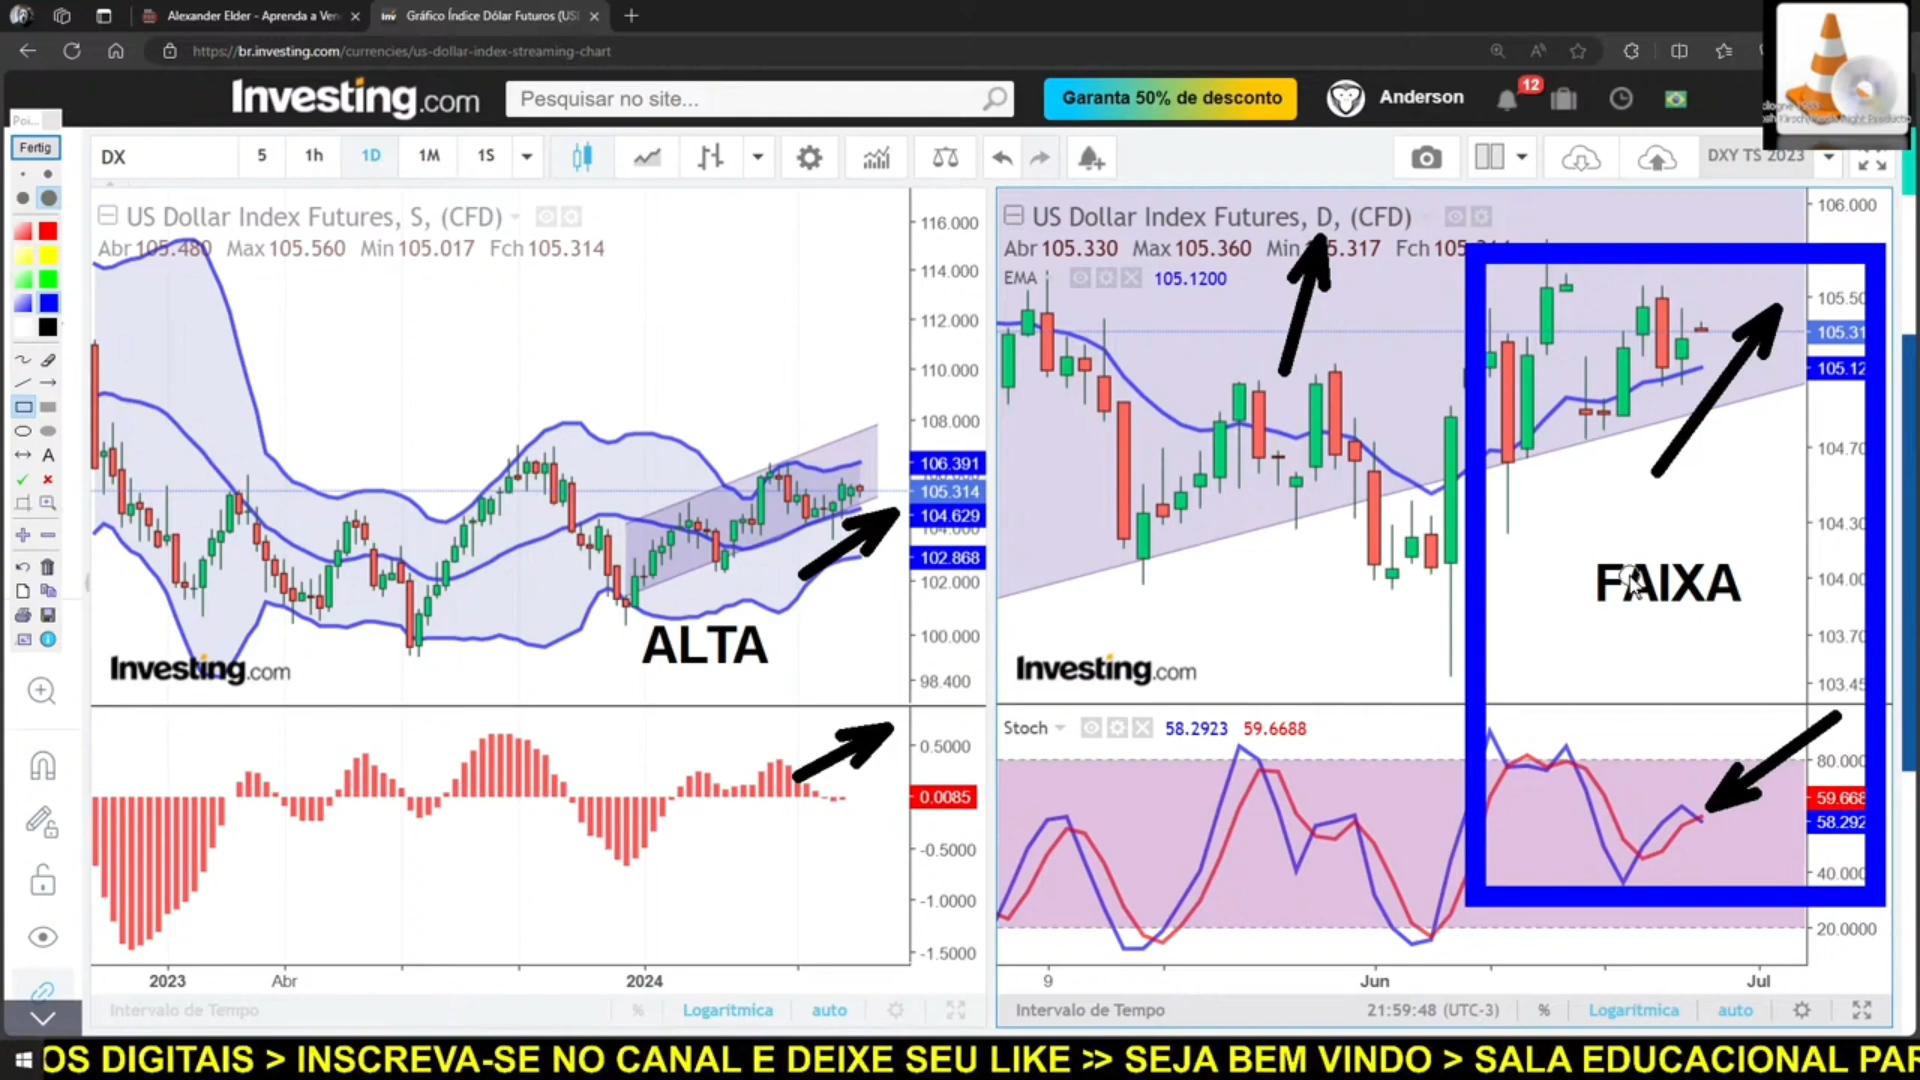 Alexander Elder - Aprenda a Ven
Gráfico Índice Dólar Futuros (US
https://br.investing.com/currencies/us-dollar-index-streaming-chart
Investing.com
Pesquisar no site...
Garanta 50% de desconto
Anderson
12
Poi...
Fertig
DX
5
1h
1D
1M
1S
DXY TS 2023
US Dollar Index Futures, S, (CFD)
Abr 105.480 Max 105.560 Min 105.017 Fch 105.314
116.000
114.000
112.000
110.000
108.000
106.391
105.314
104.629
104.000
102.868
102.000
100.000
98.400
ALTA
Investing.com
0.5000
0.0085
-0.5000
-1.0000
-1.5000
2023
Abr
2024
Intervalo de Tempo
%
Logarítmica
auto
US Dollar Index Futures, D, (CFD)
Abr 105.330 Max 105.360 Min 105.317 Fch 105.314
EMA
105.1200
106.000
105.50
105.31
105.12
104.70
104.30
104.00
103.70
103.45
FAIXA
Investing.com
Stoch
58.2923
59.6688
80.000
59.668
58.292
40.000
20.0000
9
Jun
Jul
Intervalo de Tempo
21:59:48 (UTC-3)
%
Logarítmica
auto
OS DIGITAIS > INSCREVA-SE NO CANAL E DEIXE SEU LIKE >> SEJA BEM VINDO > SALA EDUCACIONAL PAR